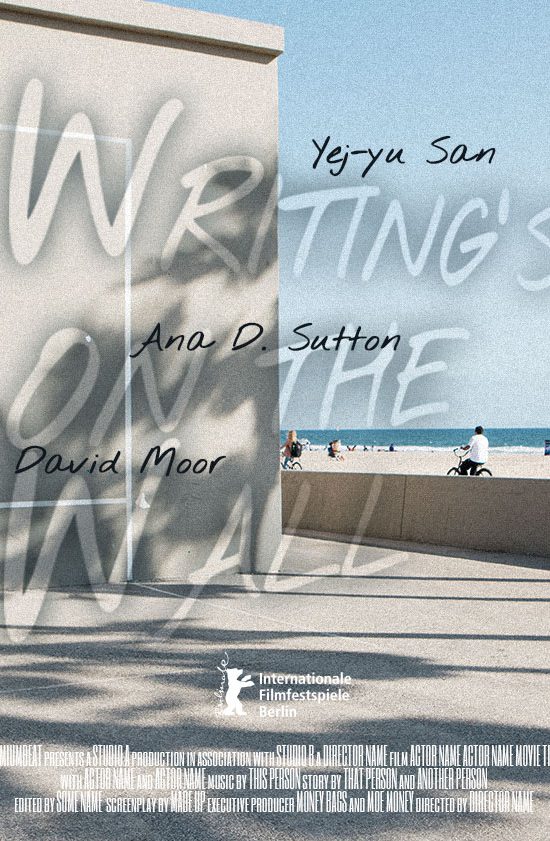 WRITING'S
Yej-yu San
ON THE
Ana D. Sutton
WALL
David Moor
Berlinale
Internationale
Filmfestspiele
Berlin
PRESENTS A STUDIO A PRODUCTION IN ASSOCIATION WITH STUDIO B A DIRECTOR NAME FILM ACTOR NAME ACTOR NAME MOVIE
WITH ACTOR NAME AND ACTOR NAME MUSIC BY THIS PERSON STORY BY THAT PERSON AND ANOTHER PERSON
EDITED BY SOME NAME SCREENPLAY BY MADE UP EXECUTIVE PRODUCER MONEY BAGS AND MOE MONEY DIRECTED BY DIRECTOR NAME